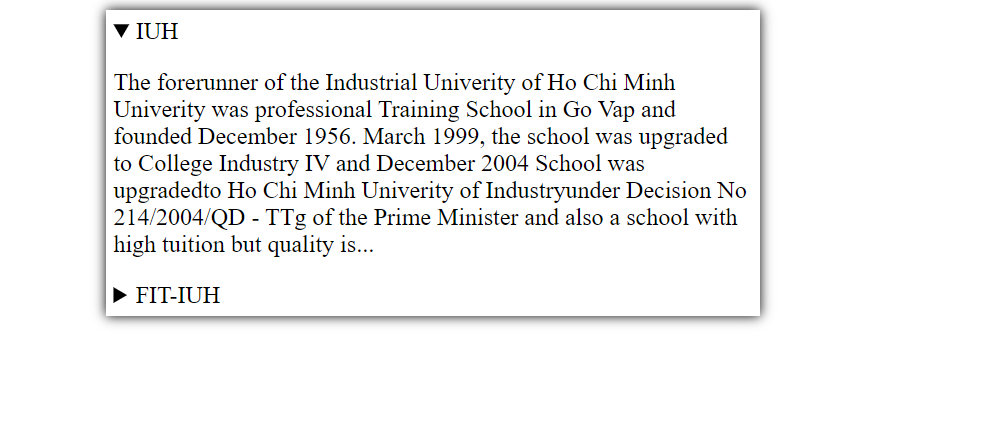 ▼ IUH
The forerunner of the Industrial Univerity of Ho Chi Minh
Univerity was professional Training School in Go Vap and
founded December 1956. March 1999, the school was upgraded
to College Industry IV and December 2004 School was
upgradedto Ho Chi Minh Univerity of Industryunder Decision No
214/2004/QD - TTg of the Prime Minister and also a school with
high tuition but quality is...
▶ FIT-IUH